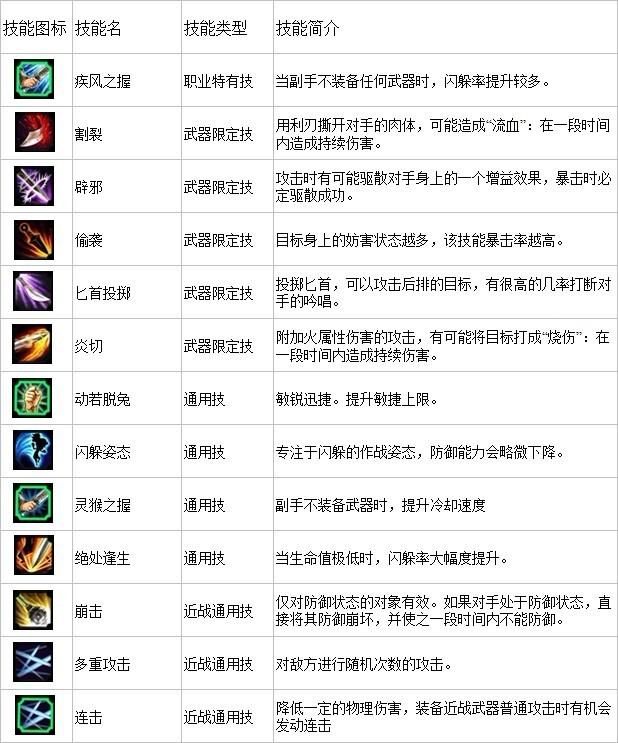 技能图标 技能名 技能类型 技能简介
疾风之握 职业特有技 当副手不装备任何武器时，闪躲率提升较多。
割裂 武器限定技 用利刃撕开对手的肉体，可能造成“流血”：在一段时间
内造成持续伤害。
辟邪 武器限定技 攻击时有可能驱散对手身上的一个增益效果，暴击时必
定驱散成功。
偷袭 武器限定技 目标身上的妨害状态越多，该技能暴击率越高。
匕首投掷 武器限定技 投掷匕首，可以攻击后排的目标，有很高的几率打断对
手的吟唱。
炎切 武器限定技 附加火属性伤害的攻击，有可能将目标打成“烧伤”：在
一段时间内造成持续伤害。
动若脱兔 通用技 敏锐迅捷。提升敏捷上限。
闪躲姿态 通用技 专注于闪躲的作战姿态，防御能力会略微下降。
灵猴之握 通用技 副手不装备武器时，提升冷却速度
绝处逢生 通用技 当生命值极低时，闪躲率大幅度提升。
崩击 近战通用技 仅对防御状态的对象有效。如果对手处于防御状态，直
接将其防御崩坏，并使之一段时间内不能防御。
多重攻击 近战通用技 对敌方进行随机次数的攻击。
连击 近战通用技 降低一定的物理伤害，装备近战武器普通攻击时有机会
发动连击